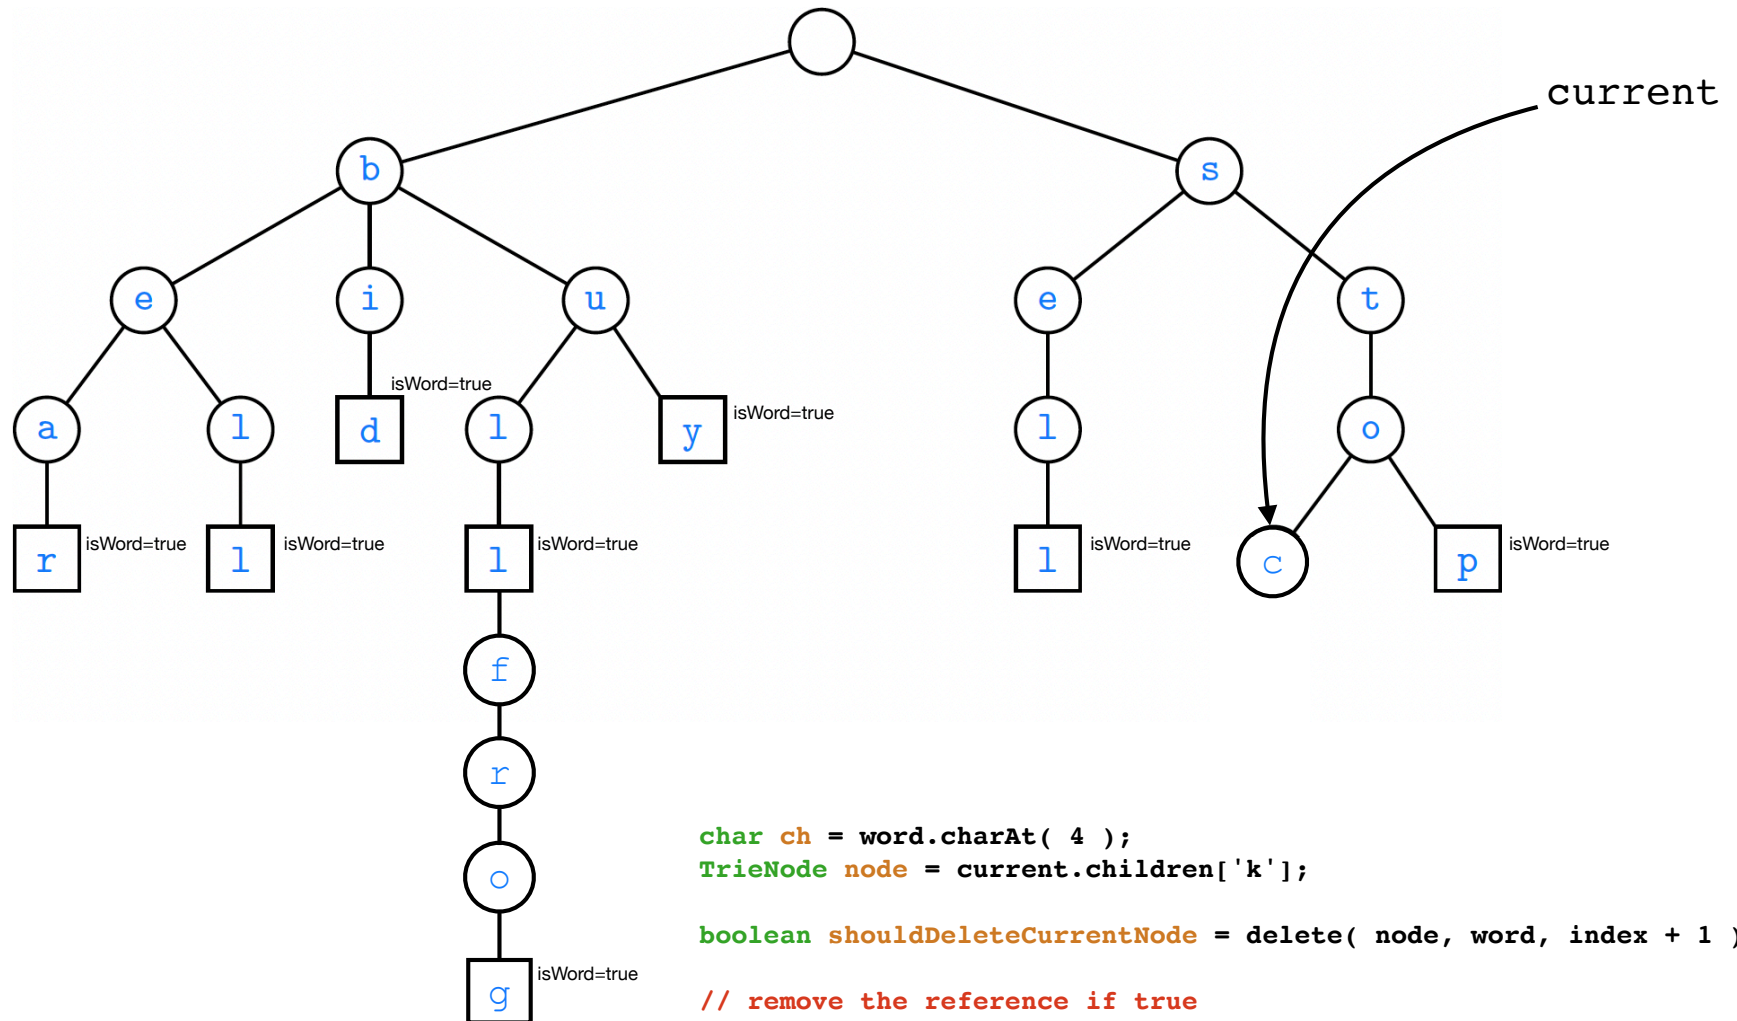 current
b
s
e
i
u
e
t
isWord=true
a
l
d
l
y
isWord=true
l
o
r
isWord=true
l
isWord=true
l
isWord=true
l
isWord=true
c
p
isWord=true
f
r
o
g
isWord=true
char ch = word.charAt( 4 );
TrieNode node = current.children['k'];
boolean shouldDeleteCurrentNode = delete( node, word, index + 1 )
// remove the reference if true